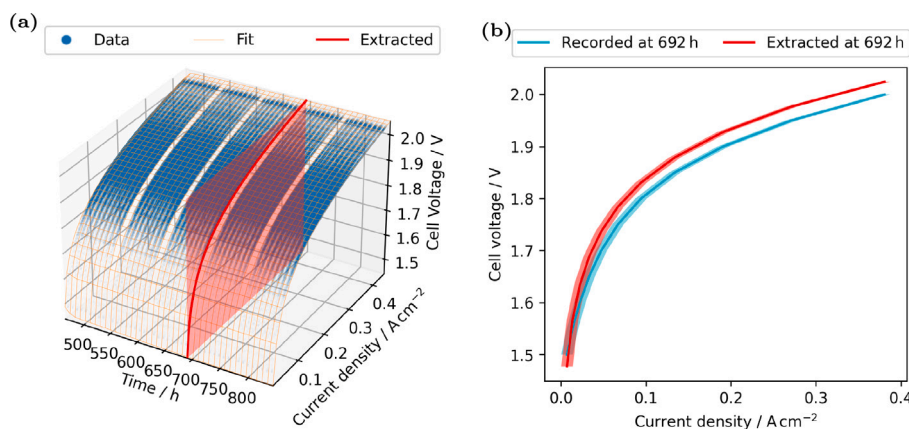 (a)
Data Fit Extracted
2.0
1.9
1.8
1.7
1.6
1.5
Cell Voltage / V
0.4
0.3
0.2
0.1
Current density / A cm⁻²
500 550 600 650 700 750 800
Time / h
(b)
Recorded at 692 h Extracted at 692 h
2.0
1.9
1.8
1.7
1.6
1.5
Cell voltage / V
0.0 0.1 0.2 0.3 0.4
Current density / A cm⁻²